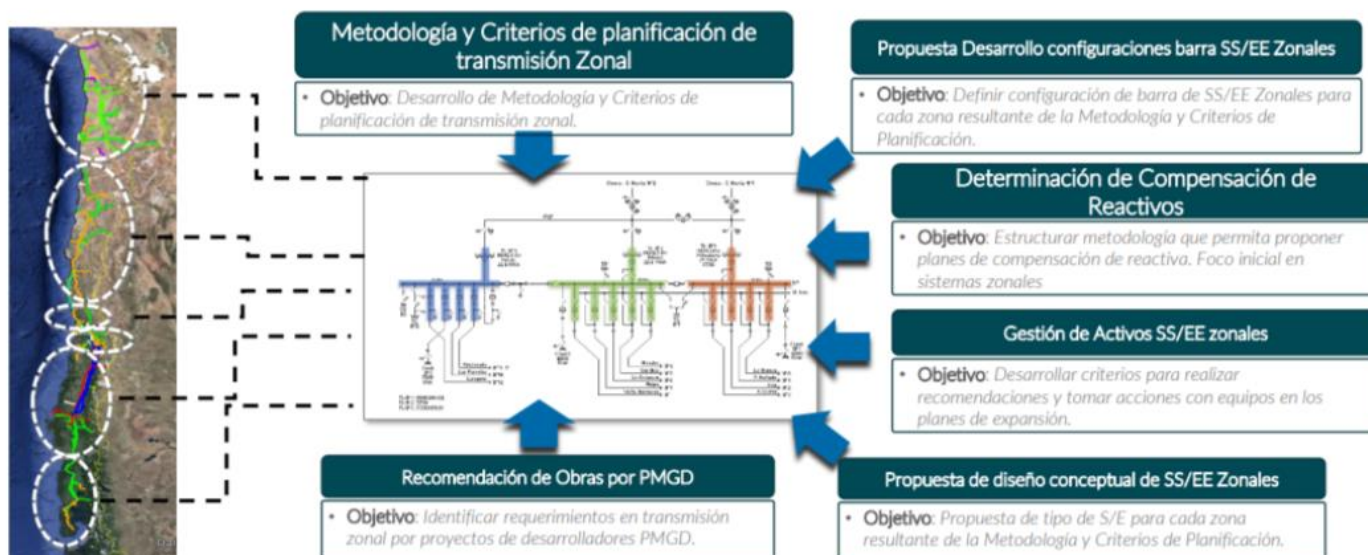 Metodología y Criterios de planificación de
transmisión Zonal
• Objetivo: Desarrollo de Metodología y Criterios de
planificación de transmisión zonal.
Propuesta Desarrollo configuraciones barra SS/EE Zonales
• Objetivo: Definir configuración de barra de SS/EE Zonales para
cada zona resultante de la Metodología y Criterios de
Planificación.
Determinación de Compensación de
Reactivos
• Objetivo: Estructurar metodología que permita proponer
planes de compensación de reactiva. Foco inicial en
sistemas zonales
Gestión de Activos SS/EE zonales
• Objetivo: Desarrollar criterios para realizar
recomendaciones y tomar acciones con equipos en los
planes de expansión.
Recomendación de Obras por PMGD
• Objetivo: Identificar requerimientos en transmisión
zonal por proyectos de desarrolladores PMGD.
Propuesta de diseño conceptual de SS/EE Zonales
• Objetivo: Propuesta de tipo de S/E para cada zona
resultante de la Metodología y Criterios de Planificación.